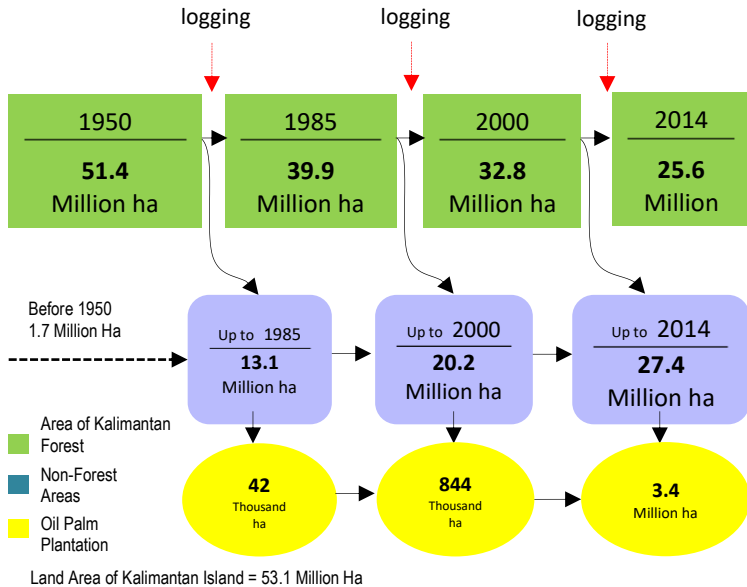 logging
logging
logging
1950
51.4
Million ha
1985
39.9
Million ha
2000
32.8
Million ha
2014
25.6
Million
Before 1950
1.7 Million Ha
Up to 1985
13.1
Million ha
Up to 2000
20.2
Million ha
Up to 2014
27.4
Million ha
Area of Kalimantan
Forest
Non-Forest
Areas
Oil Palm
Plantation
42
Thousand
ha
844
Thousand
ha
3.4
Million ha
Land Area of Kalimantan Island = 53.1 Million Ha